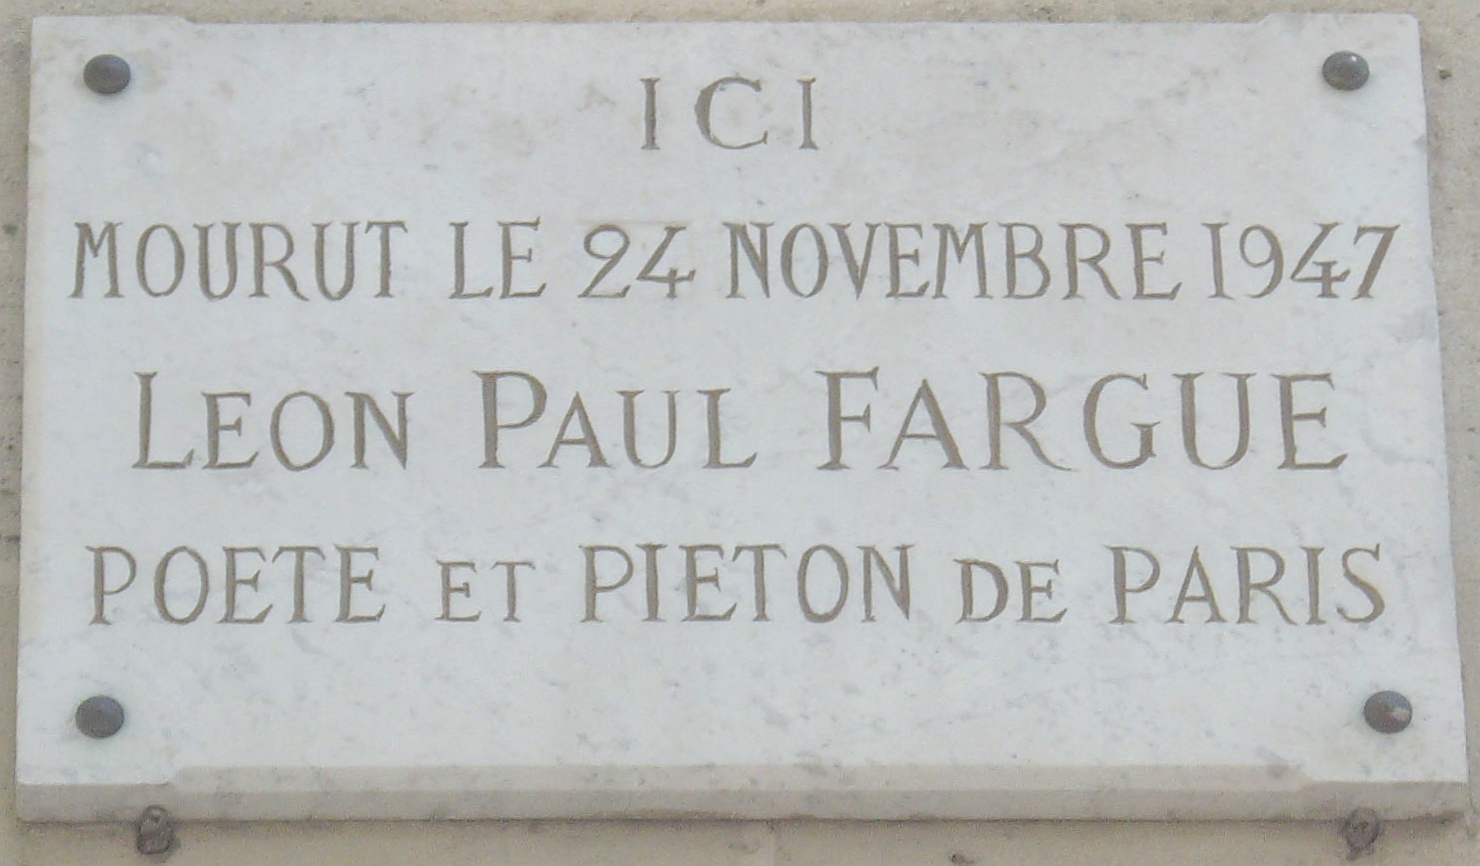 ICI
MOURUT LE 24 NOVEMBRE 1947
LEON PAUL FARGUE
POETE ET PIETON DE PARIS